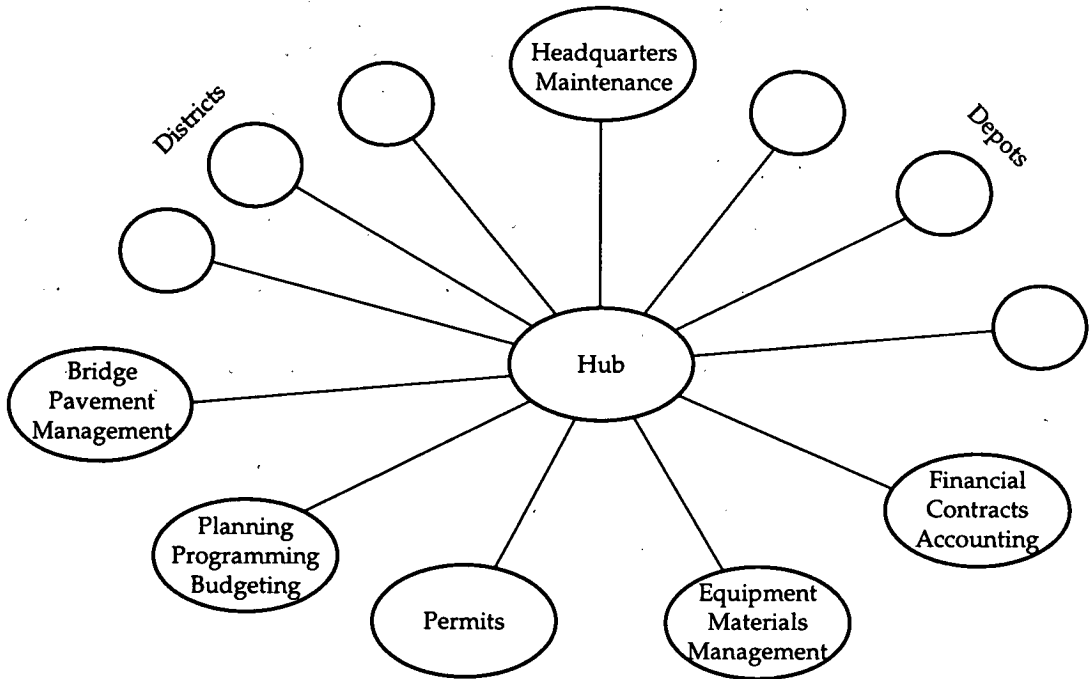 Headquarters
Maintenance
Districts
Depots
Hub
Bridge
Pavement
Management
Financial
Contracts
Accounting
Planning
Programming
Budgeting
Permits
Equipment
Materials
Management